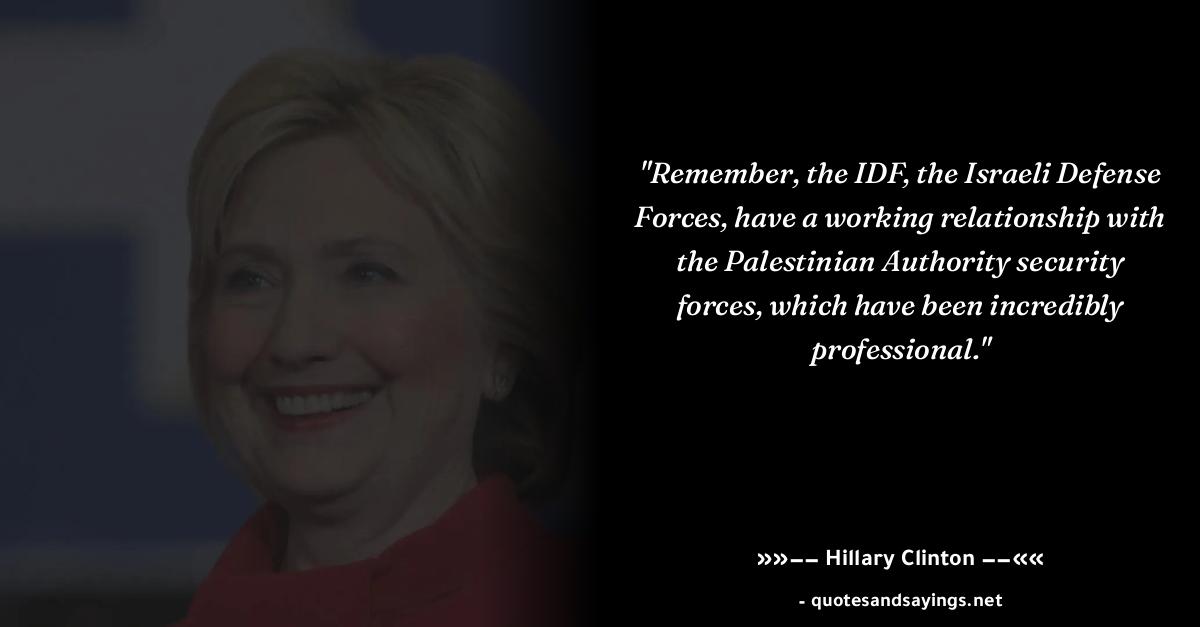 "Remember, the IDF, the Israeli Defense
Forces, have a working relationship with
the Palestinian Authority security
forces, which have been incredibly
professional."
»»–– Hillary Clinton ––««
- quotesandsayings.net